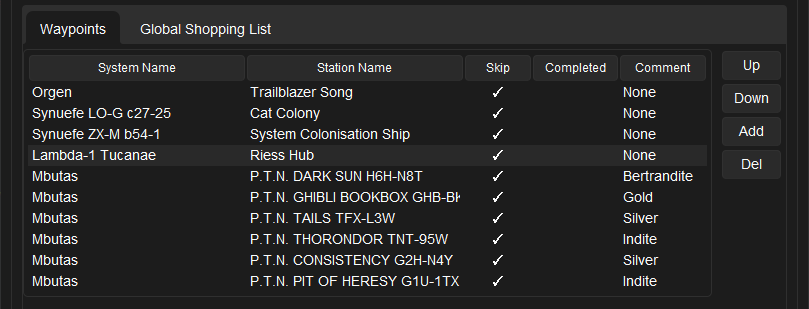 Waypoints Global Shopping List
System Name Station Name Skip Completed Comment Up
Orgen Trailblazer Song ✓ None
Synuefe LO-G c27-25 Cat Colony ✓ None Down
Synuefe ZX-M b54-1 System Colonisation Ship ✓ None Add
Lambda-1 Tucanae Riess Hub ✓ None Del
Mbutas P.T.N. DARK SUN H6H-N8T ✓ Bertrandite
Mbutas P.T.N. GHIBLI BOOKBOX GHB-BK ✓ Gold
Mbutas P.T.N. TAILS TFX-L3W ✓ Silver
Mbutas P.T.N. THORONDOR TNT-95W ✓ Indite
Mbutas P.T.N. CONSISTENCY G2H-N4Y ✓ Silver
Mbutas P.T.N. PIT OF HERESY G1U-1TX ✓ Indite